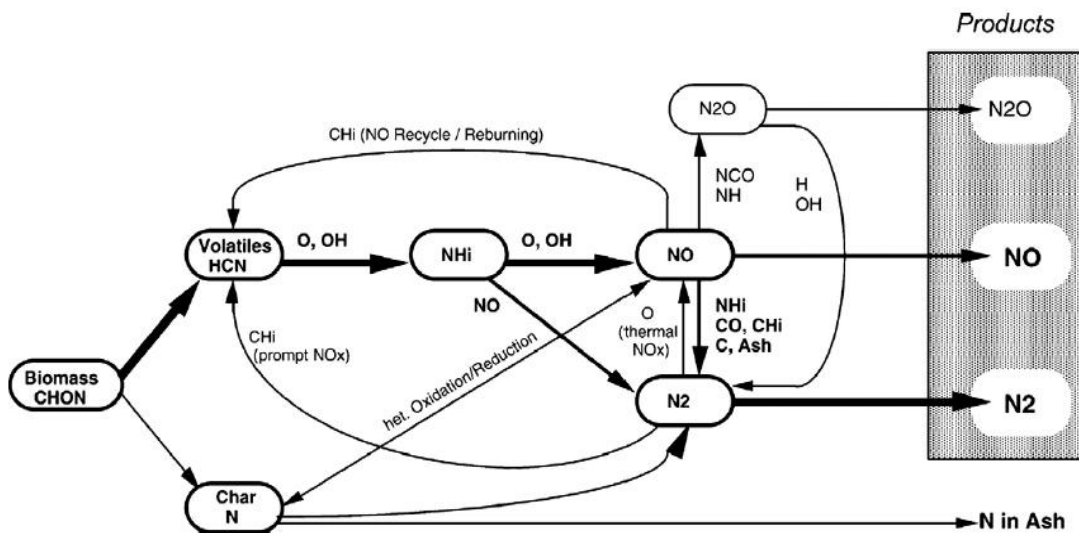 Products
N2O
N2O
CHi (NO Recycle / Reburning)
NCO
NH
H
OH
Volatiles
HCN
O, OH
NHi
O, OH
NO
NO
NO
NHi
CO, CHi
C, Ash
O
(thermal
NOx)
CHi
(prompt NOx)
het. Oxidation/Reduction
Biomass
CHON
N2
N2
Char
N
N in Ash